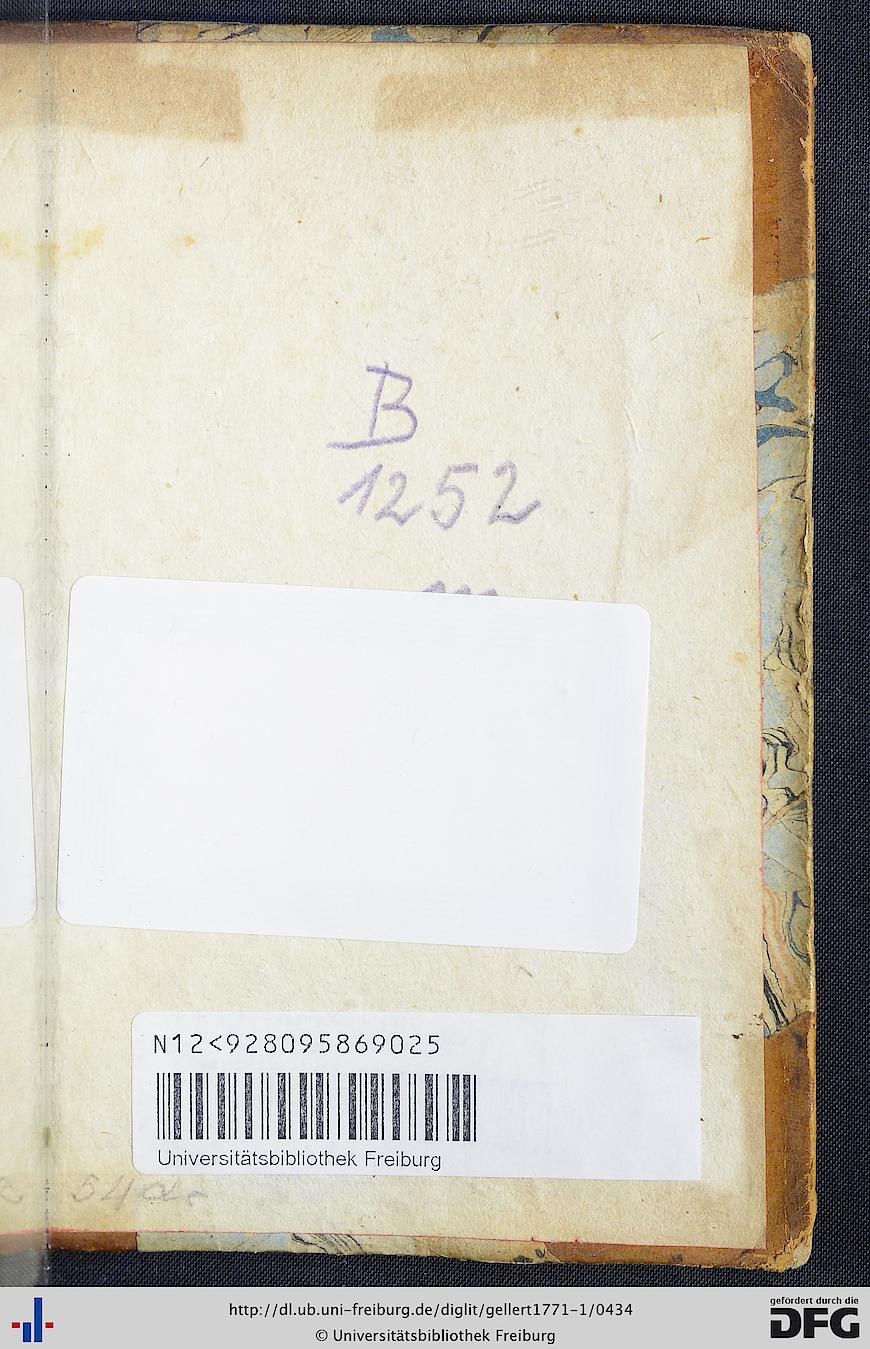 B
1252
N12<928095869025
Universitätsbibliothek Freiburg
http://dl.ub.uni-freiburg.de/diglit/gellert1771-1/0434
© Universitätsbibliothek Freiburg
gefördert durch die
DFG